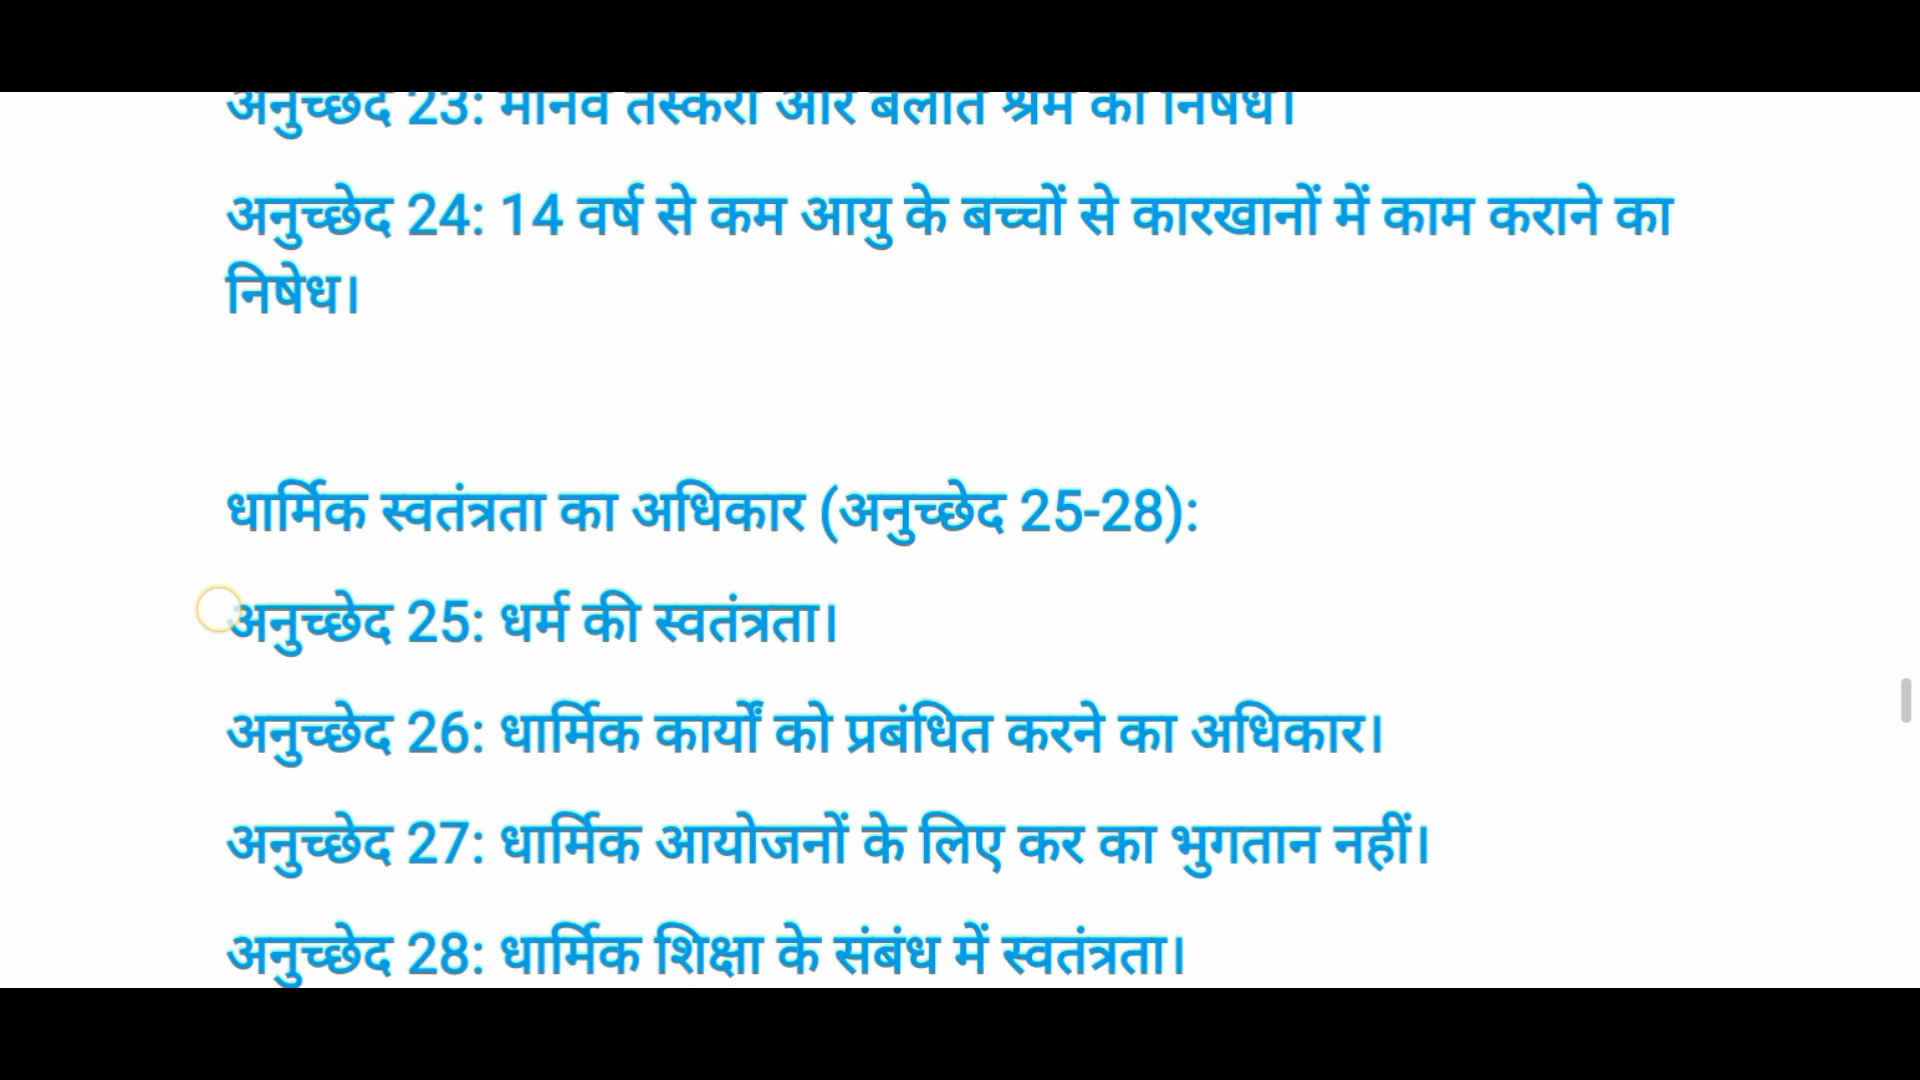 अनुच्छेद 23: मानव तस्करी और बलात श्रम का निषेध।
अनुच्छेद 24: 14 वर्ष से कम आयु के बच्चों से कारखानों में काम कराने का
निषेध।
धार्मिक स्वतंत्रता का अधिकार (अनुच्छेद 25-28):
अनुच्छेद 25: धर्म की स्वतंत्रता।
अनुच्छेद 26: धार्मिक कार्यों को प्रबंधित करने का अधिकार।
अनुच्छेद 27: धार्मिक आयोजनों के लिए कर का भुगतान नहीं।
अनुच्छेद 28: धार्मिक शिक्षा के संबंध में स्वतंत्रता।